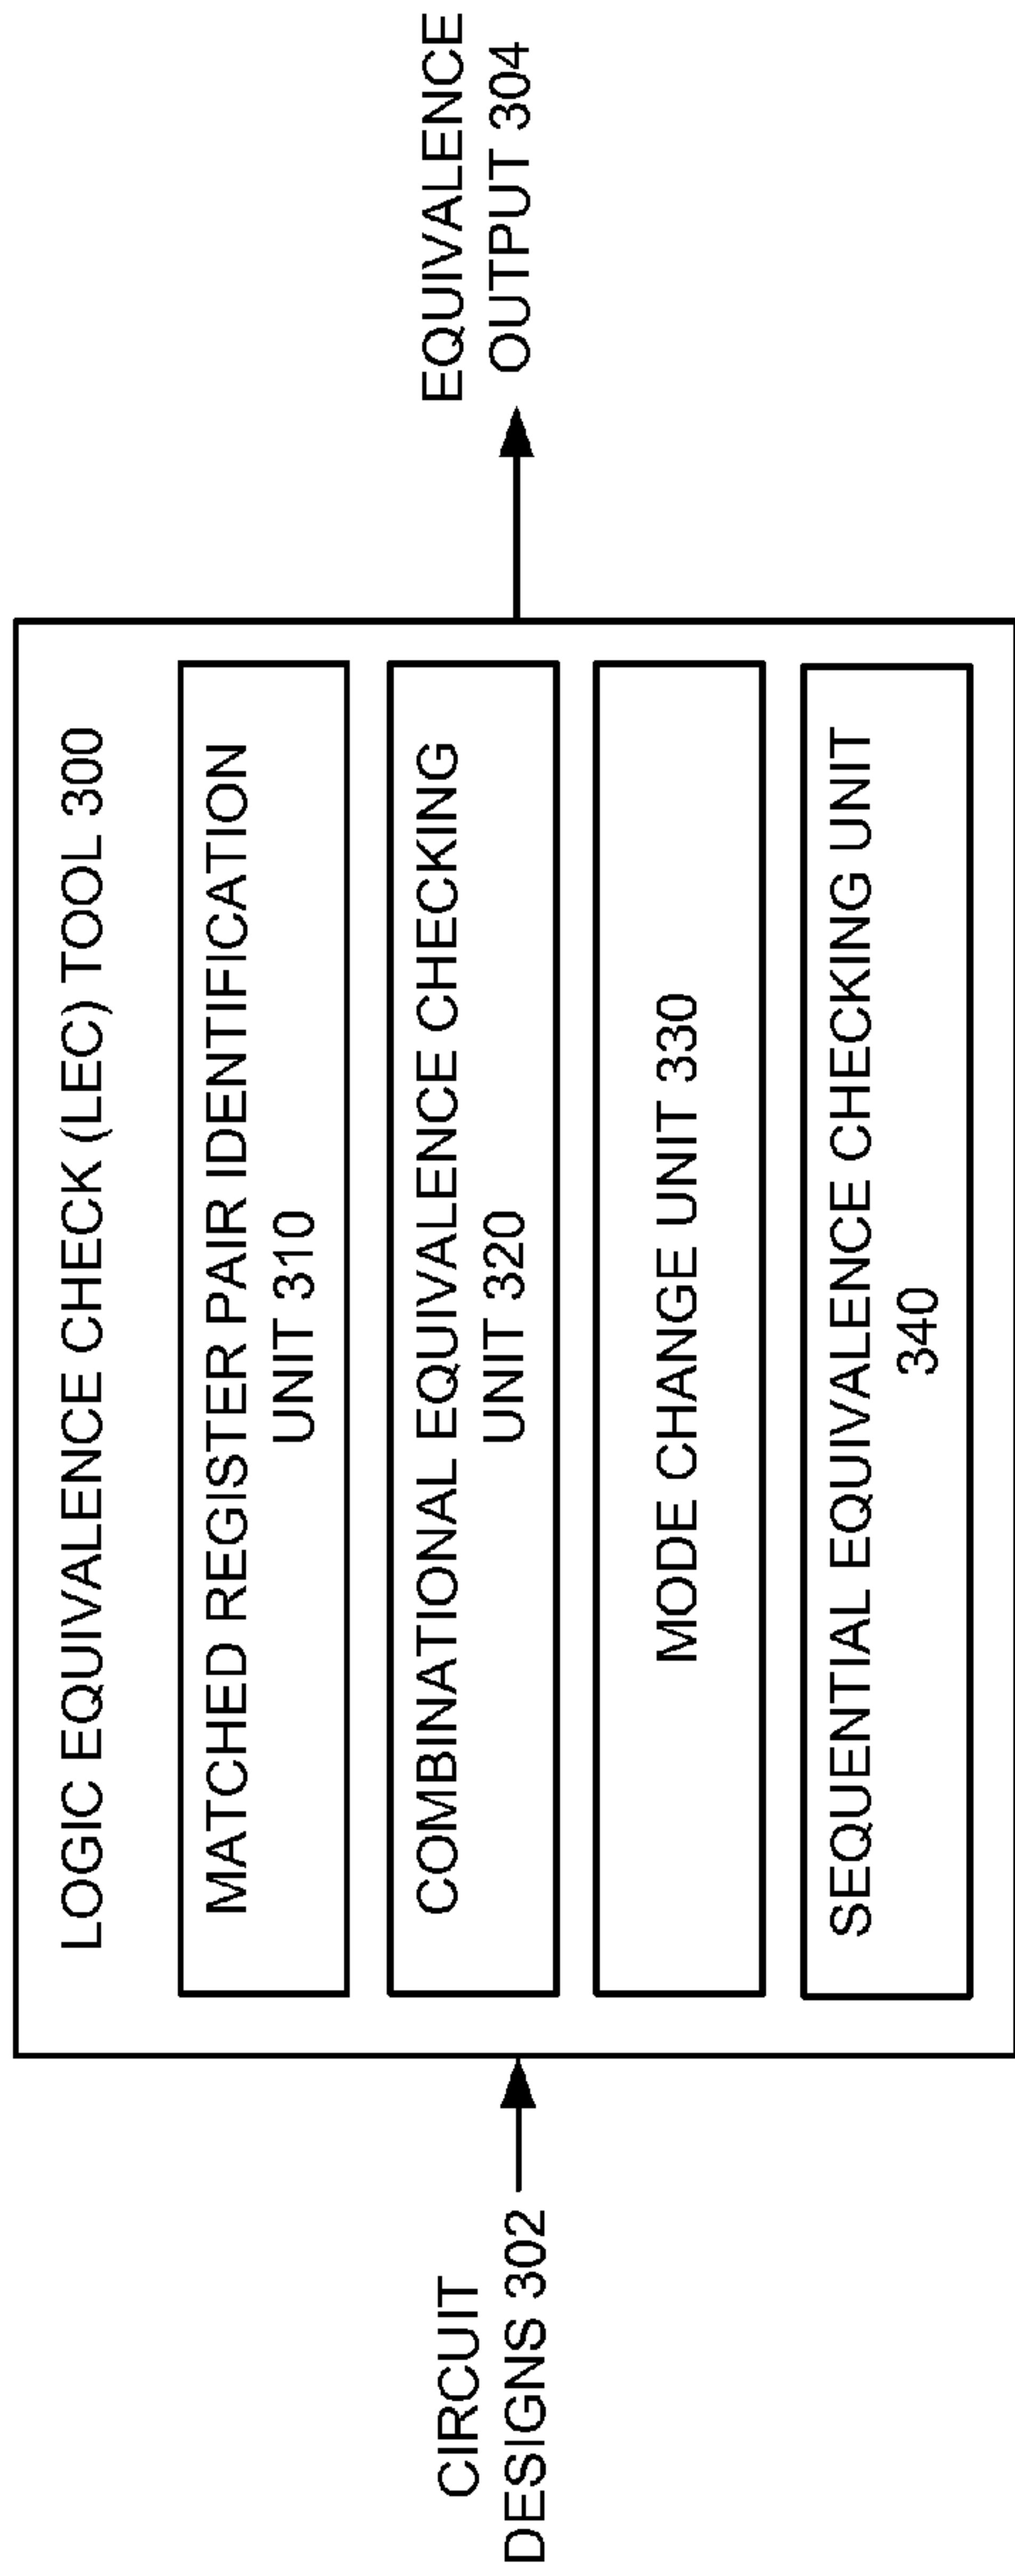 CIRCUIT
DESIGNS 302
LOGIC EQUIVALENCE CHECK (LEC) TOOL 300
MATCHED REGISTER PAIR IDENTIFICATION
UNIT 310
COMBINATIONAL EQUIVALENCE CHECKING
UNIT 320
MODE CHANGE UNIT 330
SEQUENTIAL EQUIVALENCE CHECKING UNIT
340
EQUIVALENCE
OUTPUT 304